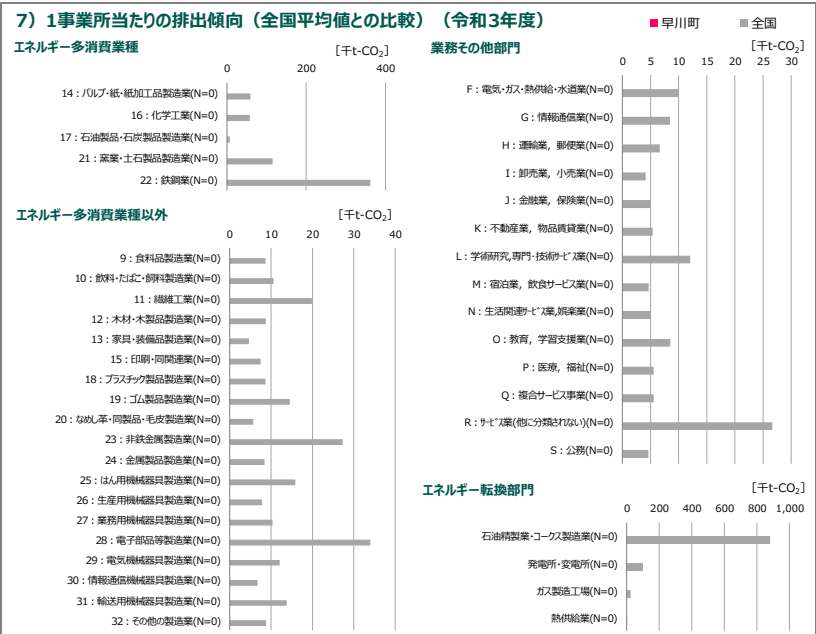 7）1事業所当たりの排出傾向（全国平均値との比較）（令和3年度）
■早川町 ■全国
エネルギー多消費業種
[千t-CO₂]
0 200 400
14：パルプ・紙・紙加工品製造業(N=0)
16：化学工業(N=0)
17：石油製品・石炭製品製造業(N=0)
21：窯業・土石製品製造業(N=0)
22：鉄鋼業(N=0)
エネルギー多消費業種以外
[千t-CO₂]
0 10 20 30 40
9：食料品製造業(N=0)
10：飲料・たばこ・飼料製造業(N=0)
11：繊維工業(N=0)
12：木材・木製品製造業(N=0)
13：家具・装備品製造業(N=0)
15：印刷・同関連業(N=0)
18：プラスチック製品製造業(N=0)
19：ゴム製品製造業(N=0)
20：なめし革・同製品・毛皮製造業(N=0)
23：非鉄金属製造業(N=0)
24：金属製品製造業(N=0)
25：はん用機械器具製造業(N=0)
26：生産用機械器具製造業(N=0)
27：業務用機械器具製造業(N=0)
28：電子部品等製造業(N=0)
29：電気機械器具製造業(N=0)
30：情報通信機械器具製造業(N=0)
31：輸送用機械器具製造業(N=0)
32：その他の製造業(N=0)
業務その他部門
[千t-CO₂]
0 5 10 15 20 25 30
F：電気・ガス・熱供給・水道業(N=0)
G：情報通信業(N=0)
H：運輸業，郵便業(N=0)
I：卸売業，小売業(N=0)
J：金融業，保険業(N=0)
K：不動産業，物品賃貸業(N=0)
L：学術研究,専門・技術ｻｰﾋﾞｽ業(N=0)
M：宿泊業，飲食サービス業(N=0)
N：生活関連ｻｰﾋﾞｽ業,娯楽業(N=0)
O：教育，学習支援業(N=0)
P：医療，福祉(N=0)
Q：複合サービス事業(N=0)
R：ｻｰﾋﾞｽ業(他に分類されない)(N=0)
S：公務(N=0)
エネルギー転換部門
[千t-CO₂]
0 200 400 600 800 1,000
石油精製業・コークス製造業(N=0)
発電所・変電所(N=0)
ガス製造工場(N=0)
熱供給業(N=0)